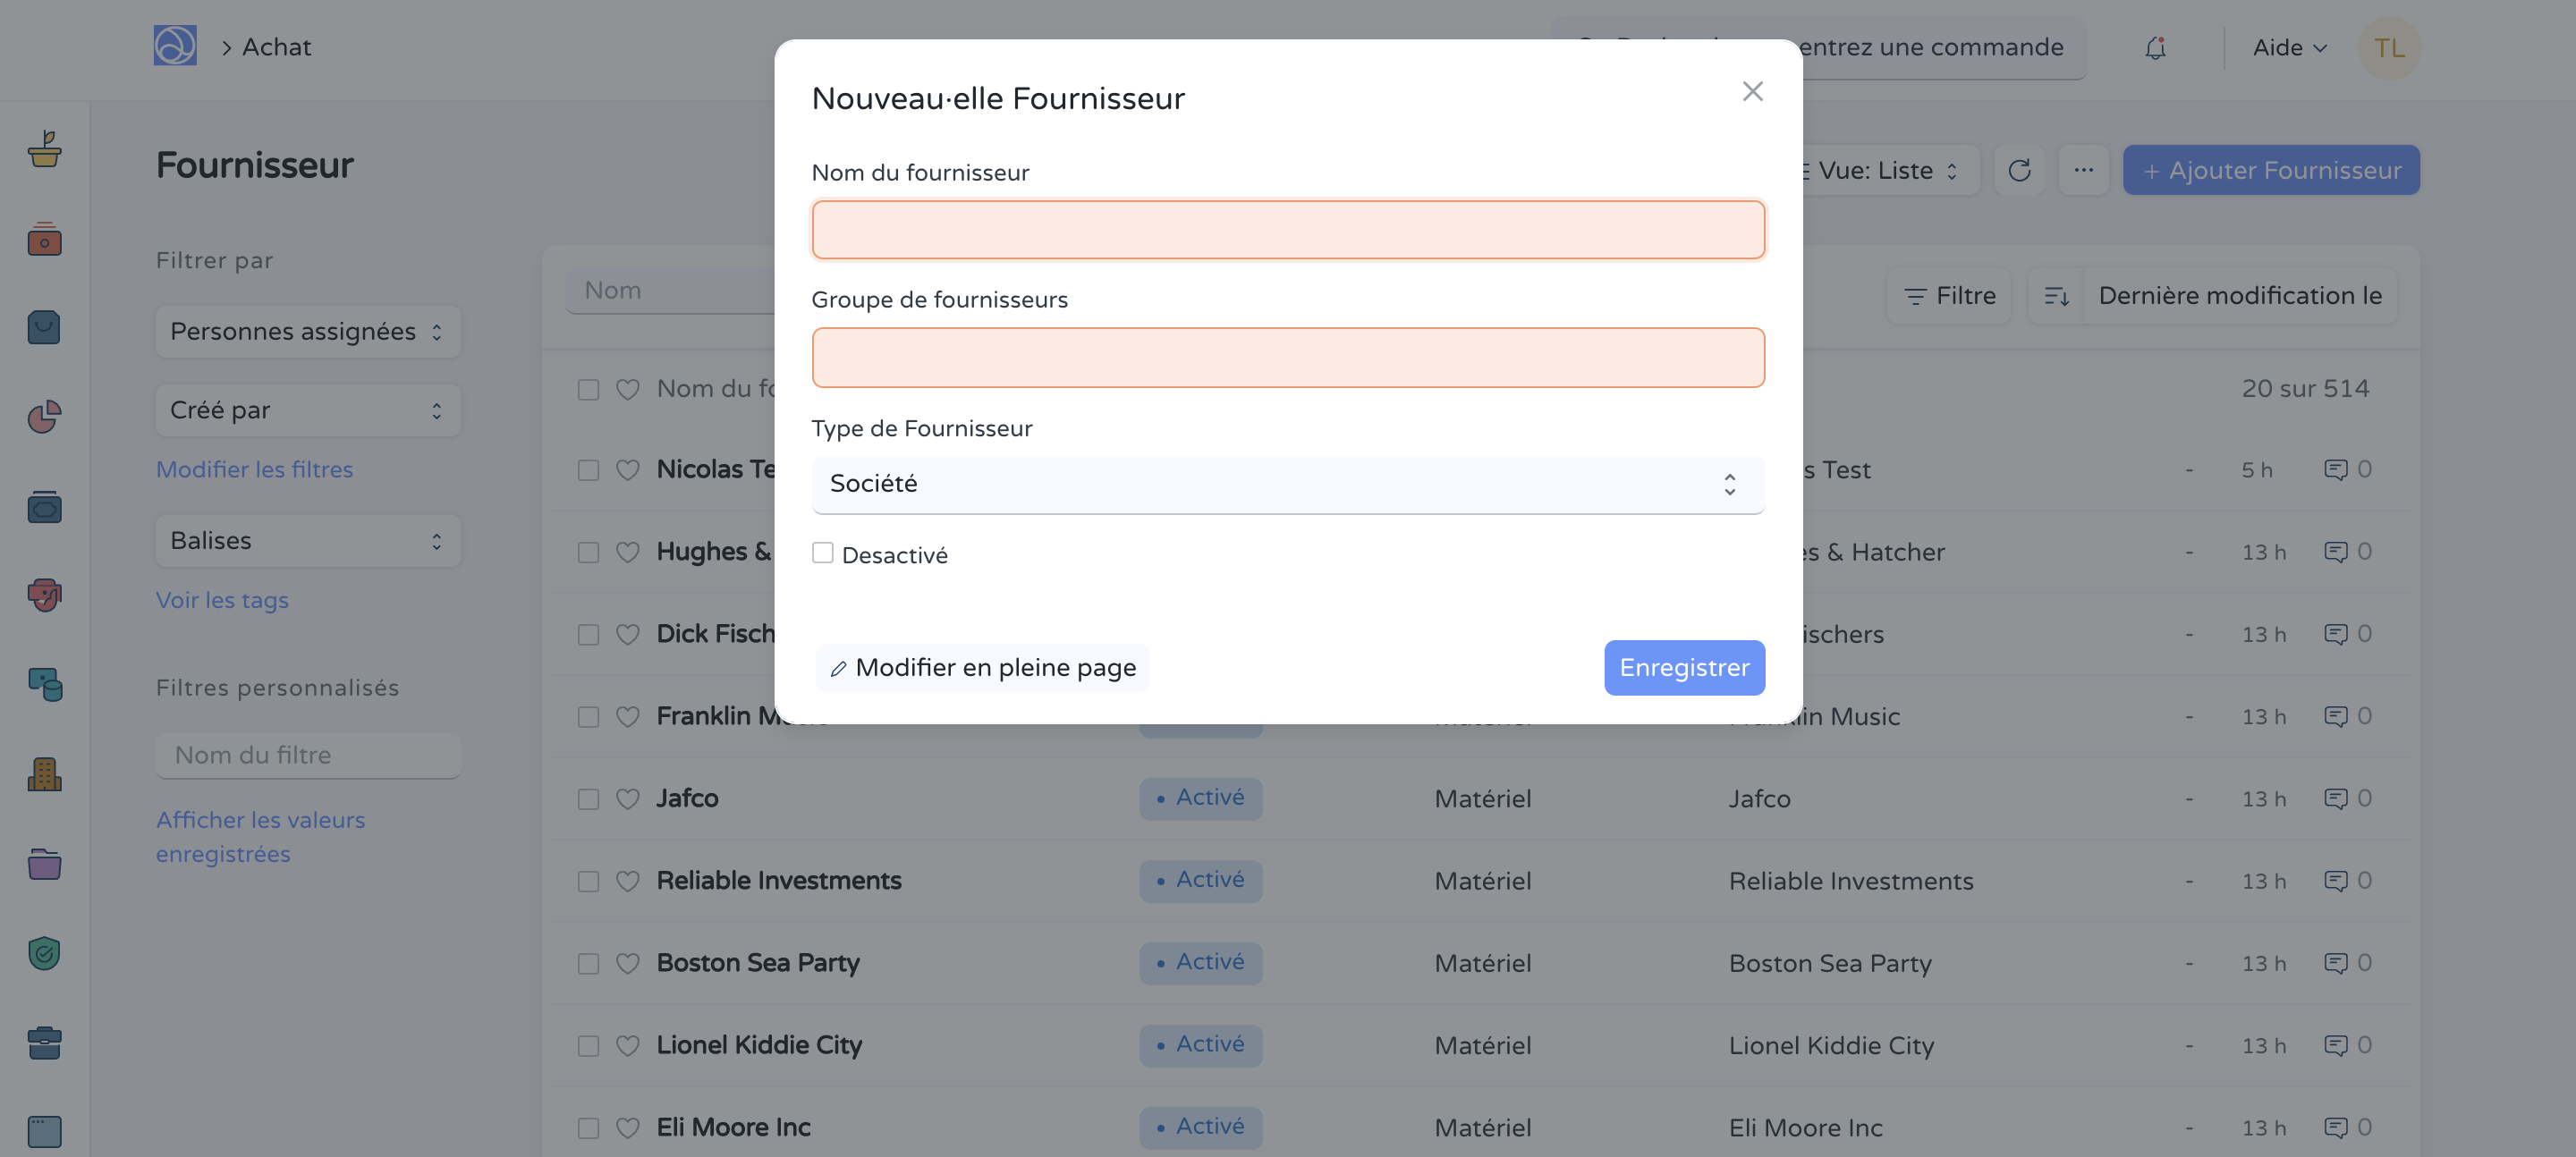 Achat
entrez une commande
Aide
TL
Nouveau·elle Fournisseur
Nom du fournisseur
Groupe de fournisseurs
Type de Fournisseur
Société
Desactivé
Modifier en pleine page
Enregistrer
Fournisseur
Vue: Liste
Ajouter Fournisseur
Filtrer par
Personnes assignées
Créé par
Modifier les filtres
Balises
Voir les tags
Filtres personnalisés
Nom du filtre
Afficher les valeurs
enregistrées
Nom
Filtre
Dernière modification le
Nom du 20 sur 514
Nicolas Test - 5 h 0
Hughes & Hatcher - 13 h 0
Dick - 13 h 0
Franklin Music - 13 h 0
Jafco Activé Matériel Jafco - 13 h 0
Reliable Investments Activé Matériel Reliable Investments - 13 h 0
Boston Sea Party Activé Matériel Boston Sea Party - 13 h 0
Lionel Kiddie City Activé Matériel Lionel Kiddie City - 13 h 0
Eli Moore Inc Activé Matériel Eli Moore Inc - 13 h 0